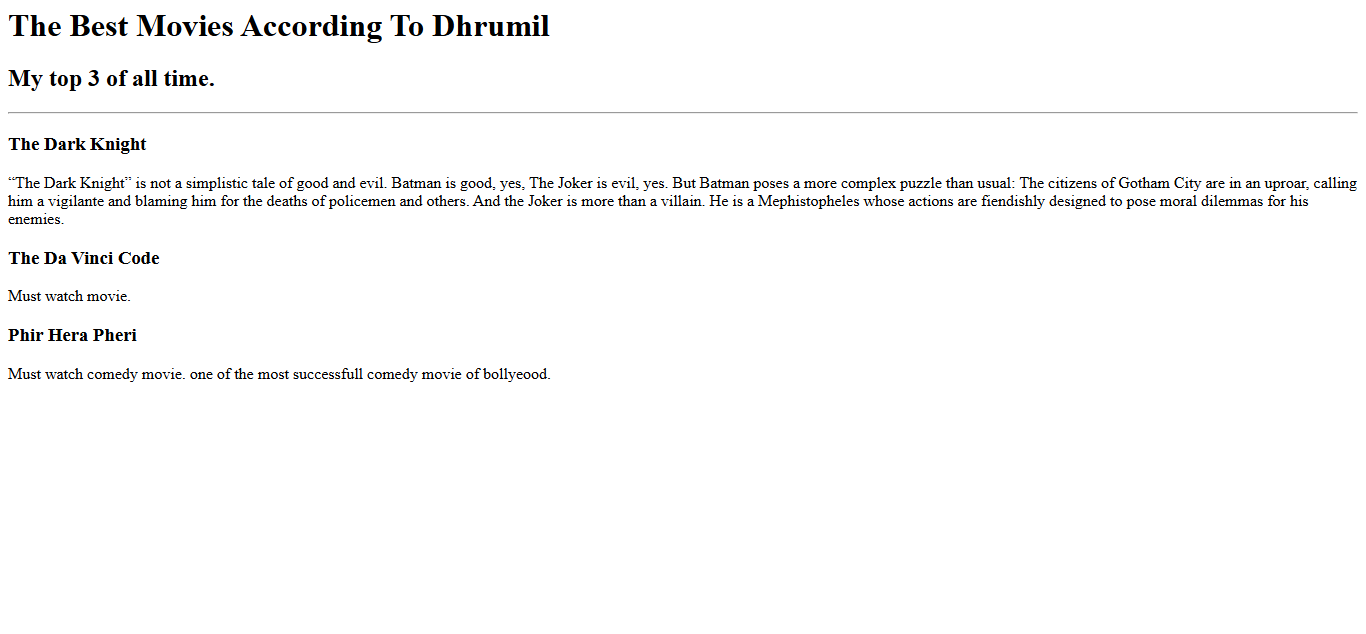 The Best Movies According To Dhrumil
My top 3 of all time.
The Dark Knight
“The Dark Knight” is not a simplistic tale of good and evil. Batman is good, yes, The Joker is evil, yes. But Batman poses a more complex puzzle than usual: The citizens of Gotham City are in an uproar, calling
him a vigilante and blaming him for the deaths of policemen and others. And the Joker is more than a villain. He is a Mephistopheles whose actions are fiendishly designed to pose moral dilemmas for his
enemies.
The Da Vinci Code
Must watch movie.
Phir Hera Pheri
Must watch comedy movie. one of the most successfull comedy movie of bollyeood.